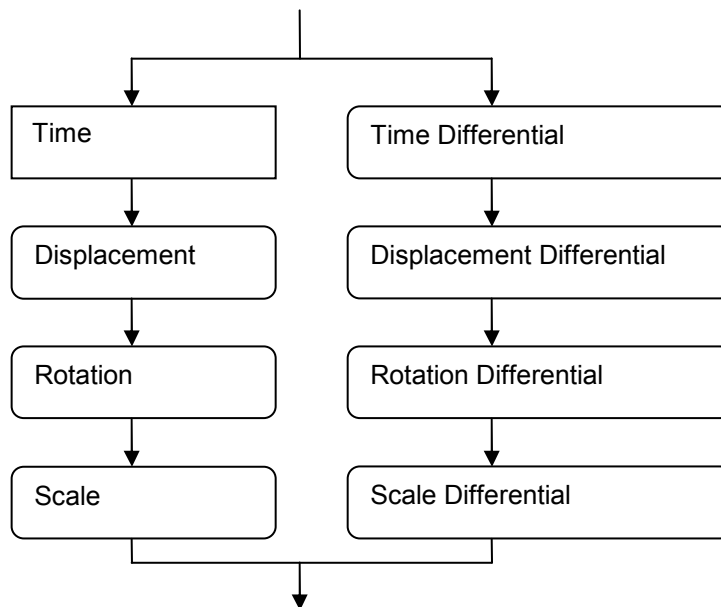 Time
Time Differential
Displacement
Displacement Differential
Rotation
Rotation Differential
Scale
Scale Differential